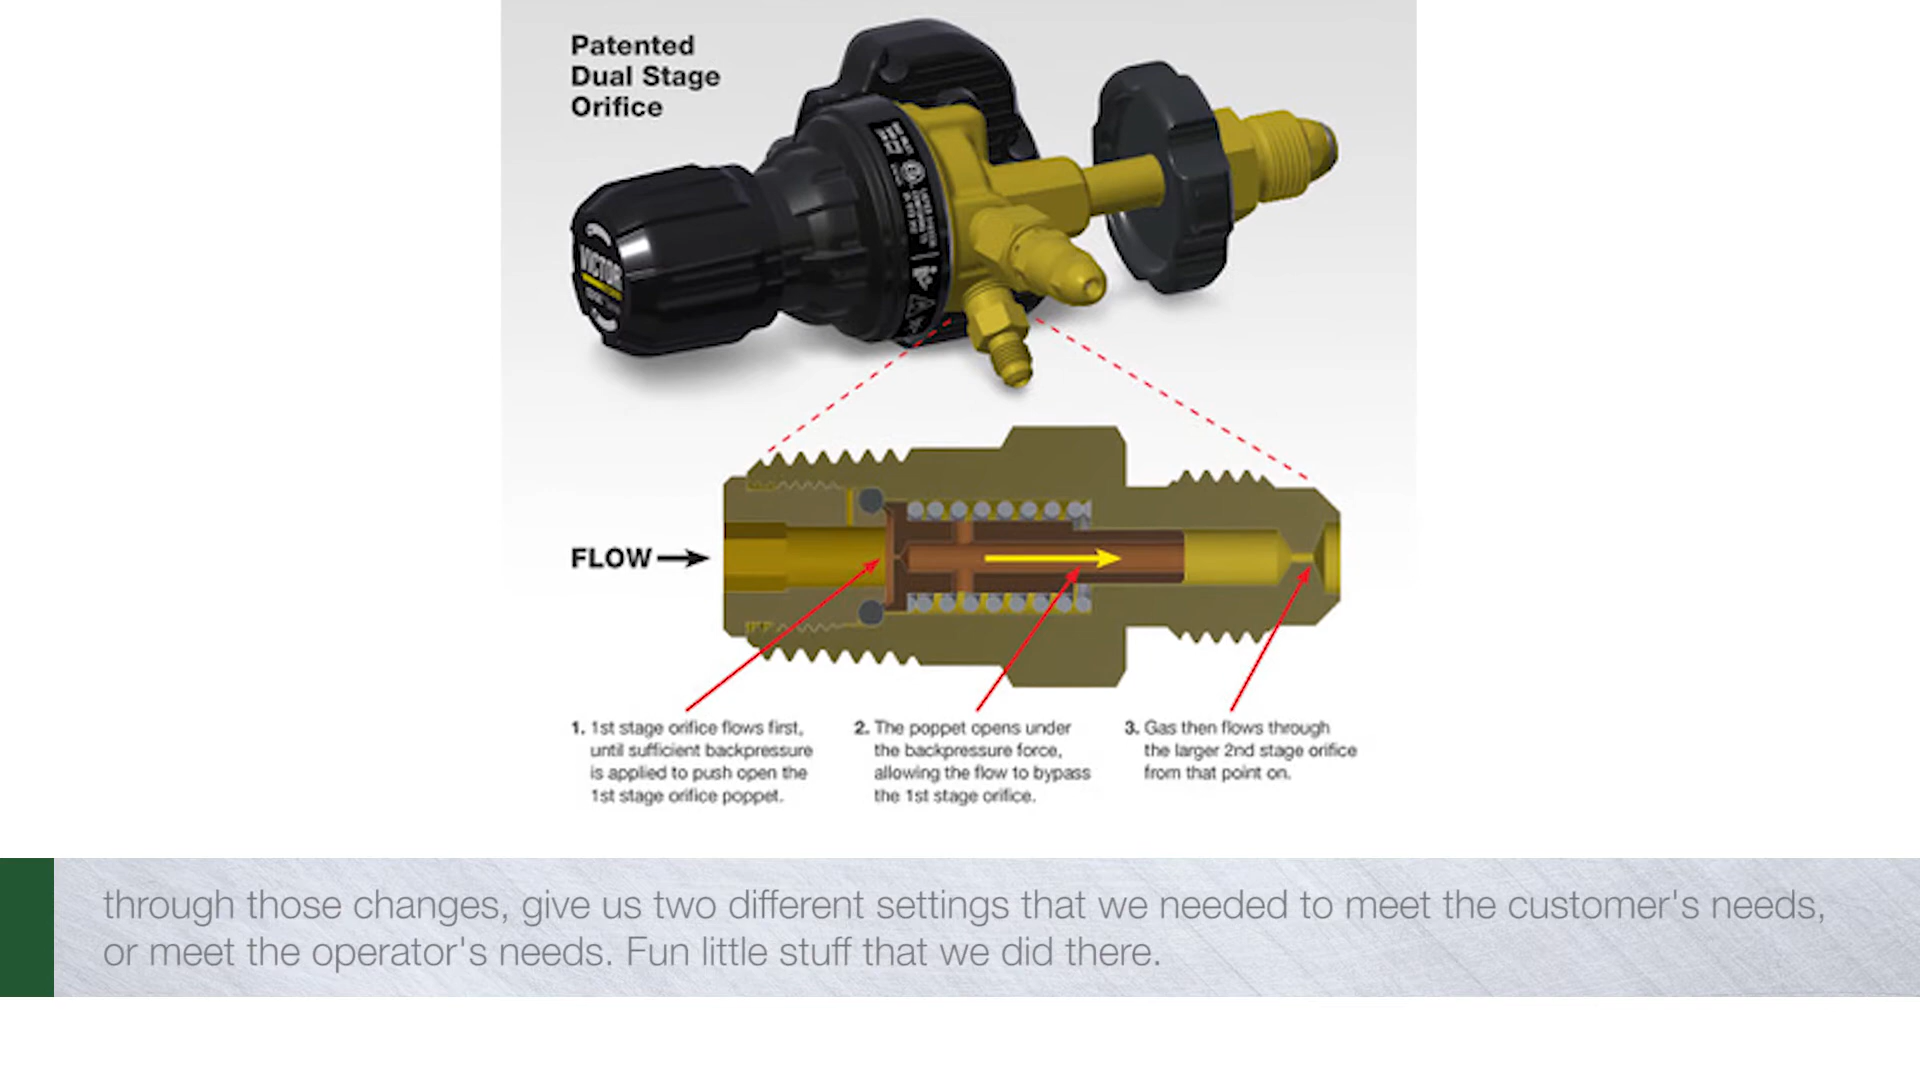 Patented
Dual Stage
Orifice
VICTOR
FLOW
1. 1st stage orifice flows first,
until sufficient backpressure
is applied to push open the
1st stage orifice poppet.
2. The poppet opens under
the backpressure force,
allowing the flow to bypass
the 1st stage orifice.
3. Gas then flows through
the larger 2nd stage orifice
from that point on.
through those changes, give us two different settings that we needed to meet the customer's needs,
or meet the operator's needs. Fun little stuff that we did there.